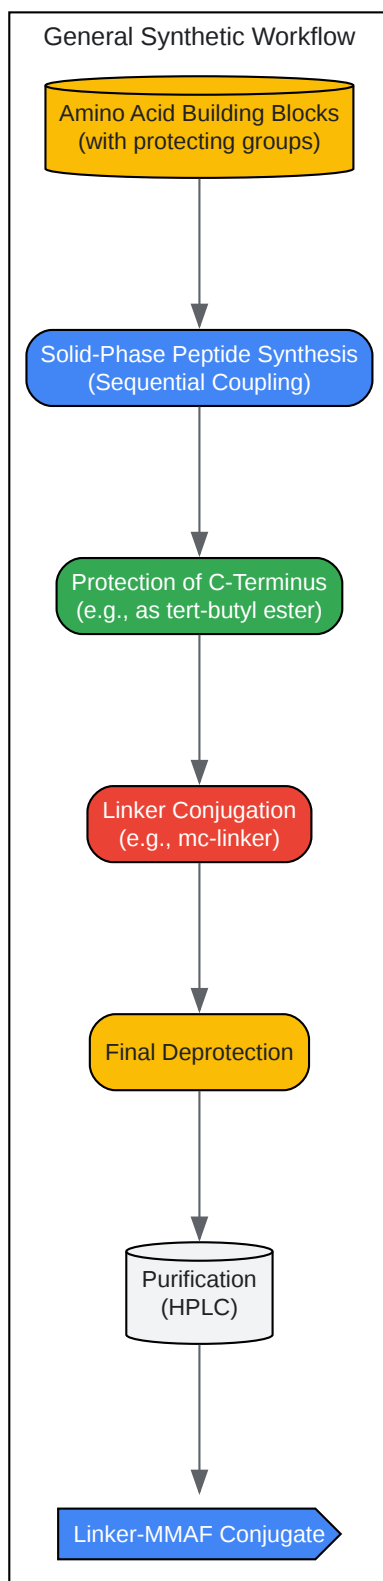 General Synthetic Workflow
Amino Acid Building Blocks
(with protecting groups)
Solid-Phase Peptide Synthesis
(Sequential Coupling)
Protection of C-Terminus
(e.g., as tert-butyl ester)
Linker Conjugation
(e.g., mc-linker)
Final Deprotection
Purification
(HPLC)
Linker-MMAF Conjugate